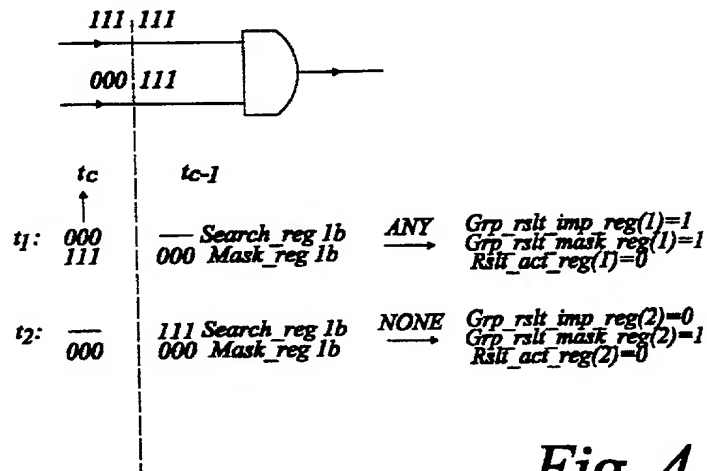 111 111
000 111
tc tc-1
t1: 000 — Search_reg 1b ANY Grp_rslt_imp_reg(1)=1
111 000 Mask_reg 1b Grp_rslt_mask_reg(1)=1
Rslt_act_reg(1)=0
t2: — 111 Search_reg 1b NONE Grp_rslt_imp_reg(2)=0
000 000 Mask_reg 1b Grp_rslt_mask_reg(2)=1
Rslt_act_reg(2)=0
Fig. 4